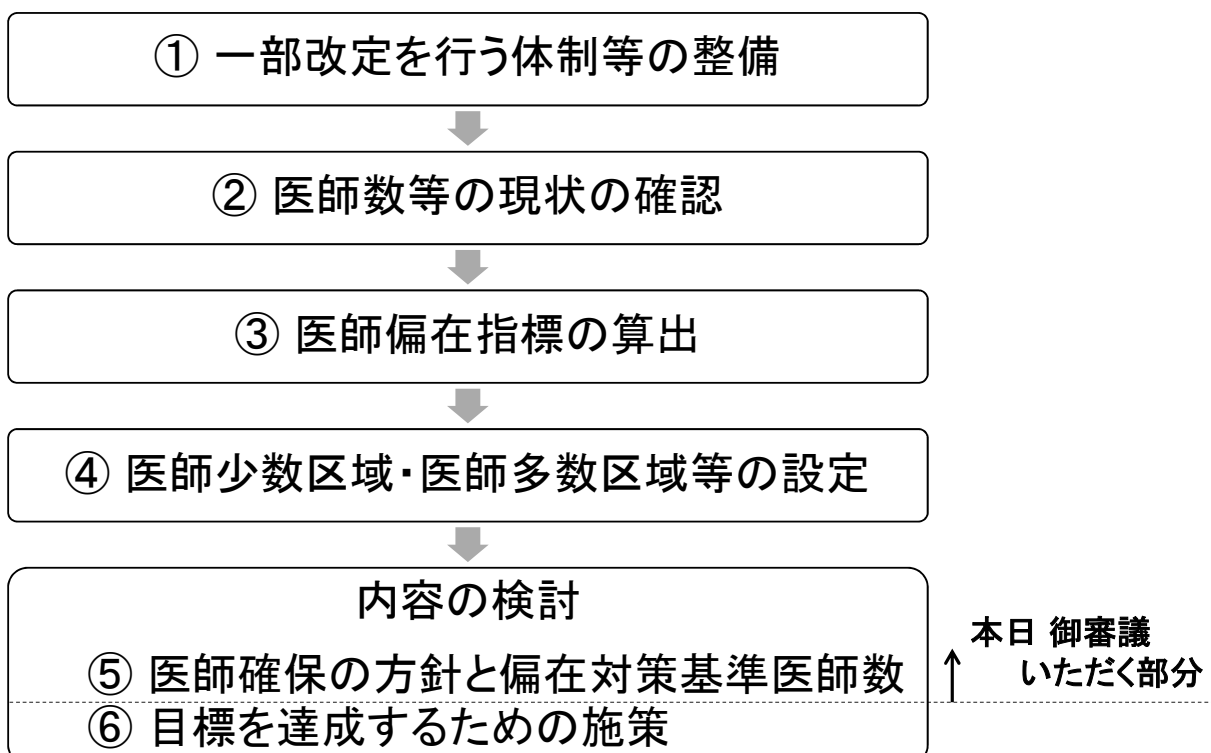 ① 一部改定を行う体制等の整備
② 医師数等の現状の確認
③ 医師偏在指標の算出
④ 医師少数区域・医師多数区域等の設定
内容の検討
⑤ 医師確保の方針と偏在対策基準医師数
⑥ 目標を達成するための施策
本日 御審議
いただく部分